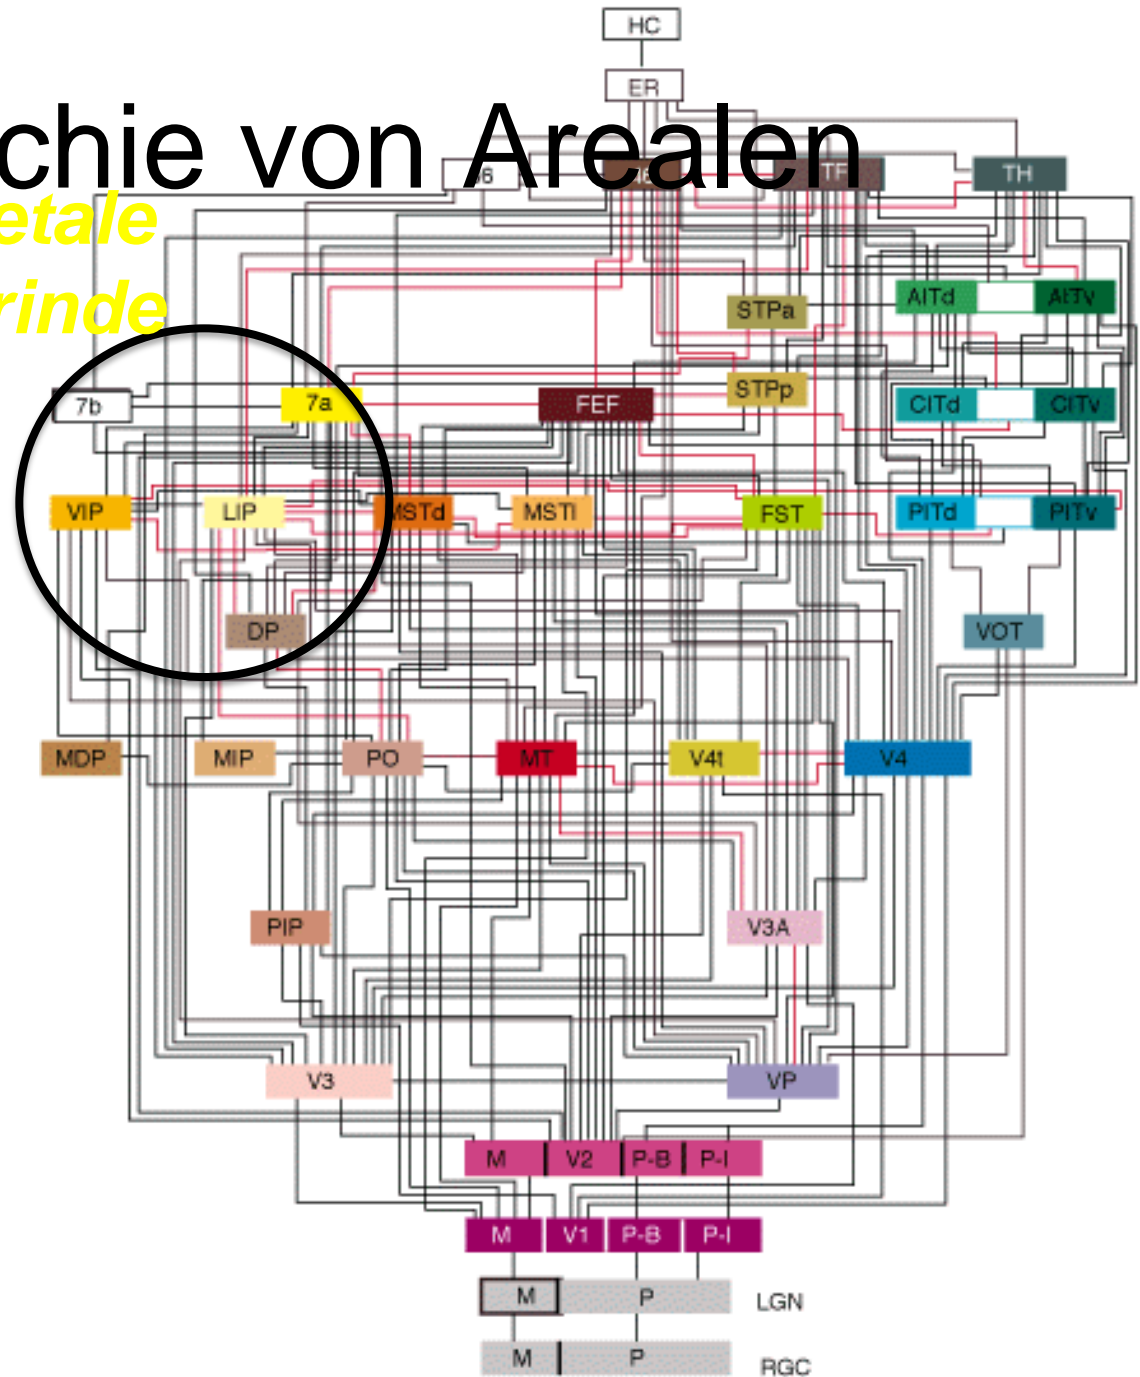 HC
ER
chie von Arealen
TF
TH
etale
rinde
AITd
AITv
STPa
STPp
7b
7a
FEF
CITd
CITv
VIP
LIP
MSTd
MSTl
FST
PITd
PITv
DP
VOT
MDP
MIP
PO
MT
V4t
V4
PIP
V3A
V3
VP
M V2 P-B P-I
M V1 P-B P-I
M P LGN
M P RGC